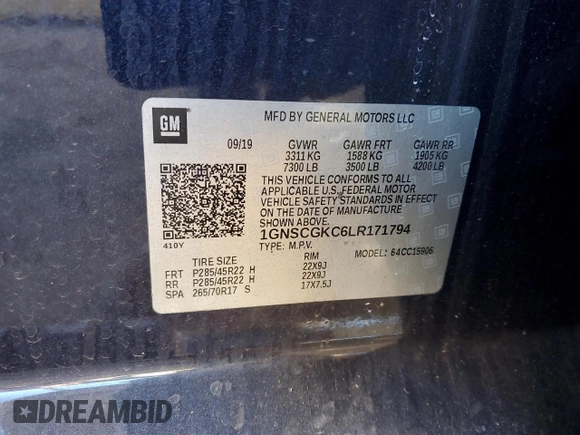 GM
MFD BY GENERAL MOTORS LLC
09/19 GVWR GAWR FRT GAWR RR
3311 KG 1588 KG 1905 KG
7300 LB 3500 LB 4200 LB
THIS VEHICLE CONFORMS TO ALL
APPLICABLE U.S. FEDERAL MOTOR
VEHICLE SAFETY STANDARDS IN EFFECT
ON THE DATE OF MANUFACTURE
SHOWN ABOVE.
1GNSCGKC6LR171794
410Y
TYPE: M.P.V. MODEL: 64CC15906
TIRE SIZE RIM
FRT P285/45R22 H 22X9J
RR P285/45R22 H 22X9J
SPA 265/70R17 S 17X7.5J
DREAMBID